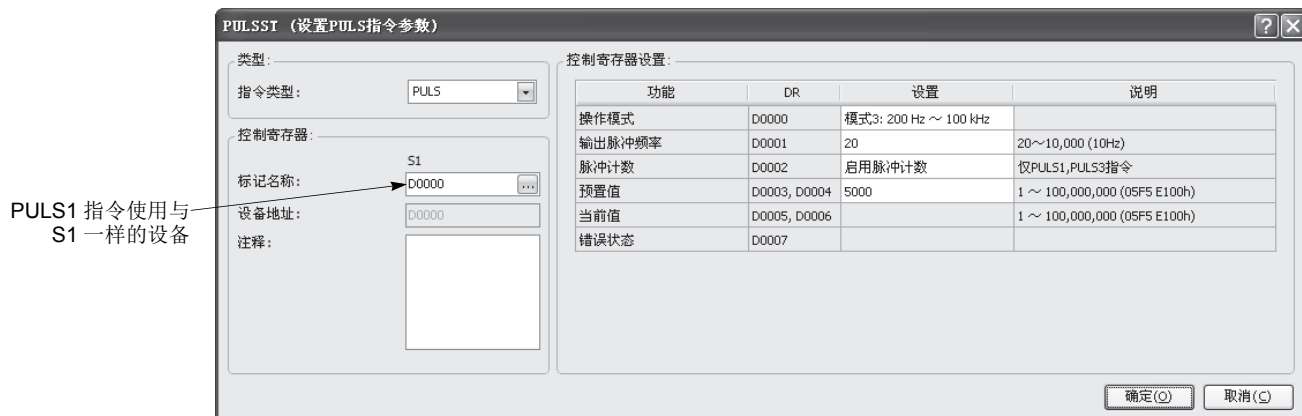 PULSST (设置PULS指令参数)
类型:
指令类型:
PULS
控制寄存器:
S1
标记名称:
D0000
...
设备地址:
D0000
注释:
PULS1 指令使用与
S1 一样的设备
控制寄存器设置:
功能 DR 设置 说明
操作模式 D0000 模式3: 200 Hz ～ 100 kHz
输出脉冲频率 D0001 20 20～10,000 (10Hz)
脉冲计数 D0002 启用脉冲计数 仅PULS1,PULS3指令
预置值 D0003, D0004 5000 1 ～ 100,000,000 (05F5 E100h)
当前值 D0005, D0006 1 ～ 100,000,000 (05F5 E100h)
错误状态 D0007
确定(O) 取消(C)